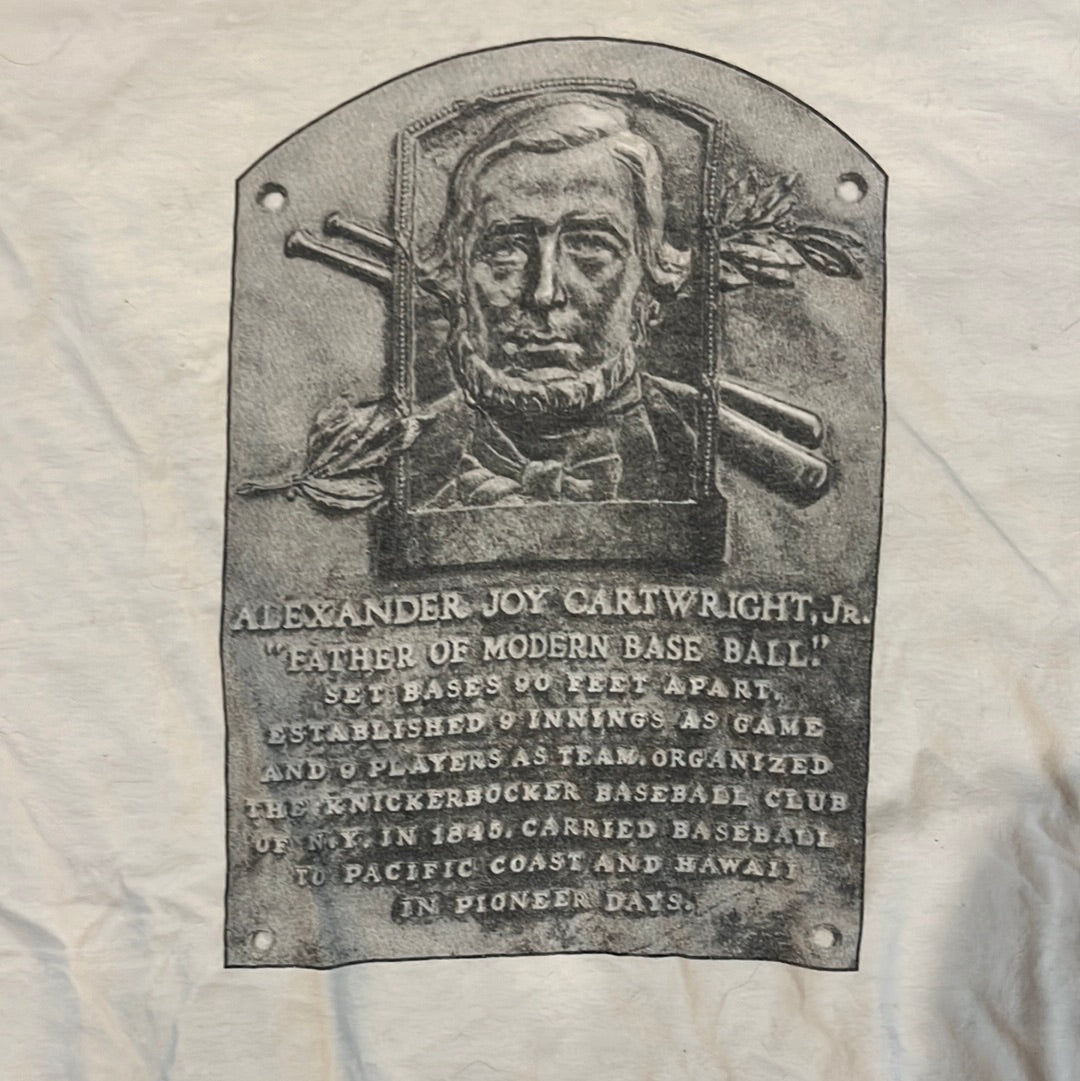 ALEXANDER JOY CARTWRIGHT, JR.
"FATHER OF MODERN BASE BALL."
SET BASES 90 FEET APART.
ESTABLISHED 9 INNINGS AS GAME
AND 9 PLAYERS AS TEAM. ORGANIZED
THE KNICKERBOCKER BASEBALL CLUB
OF N.Y. IN 1845. CARRIED BASEBALL
TO PACIFIC COAST AND HAWAII
IN PIONEER DAYS.